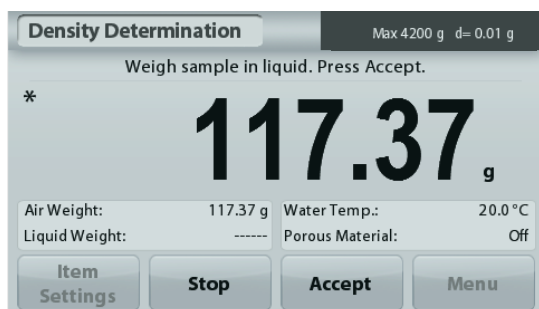 Density Determination Max 4200 g d= 0.01 g
Weigh sample in liquid. Press Accept.
*
117.37 g
Air Weight: 117.37 g Water Temp.: 20.0°C
Liquid Weight: ------ Porous Material: Off
Item Settings Stop Accept Menu